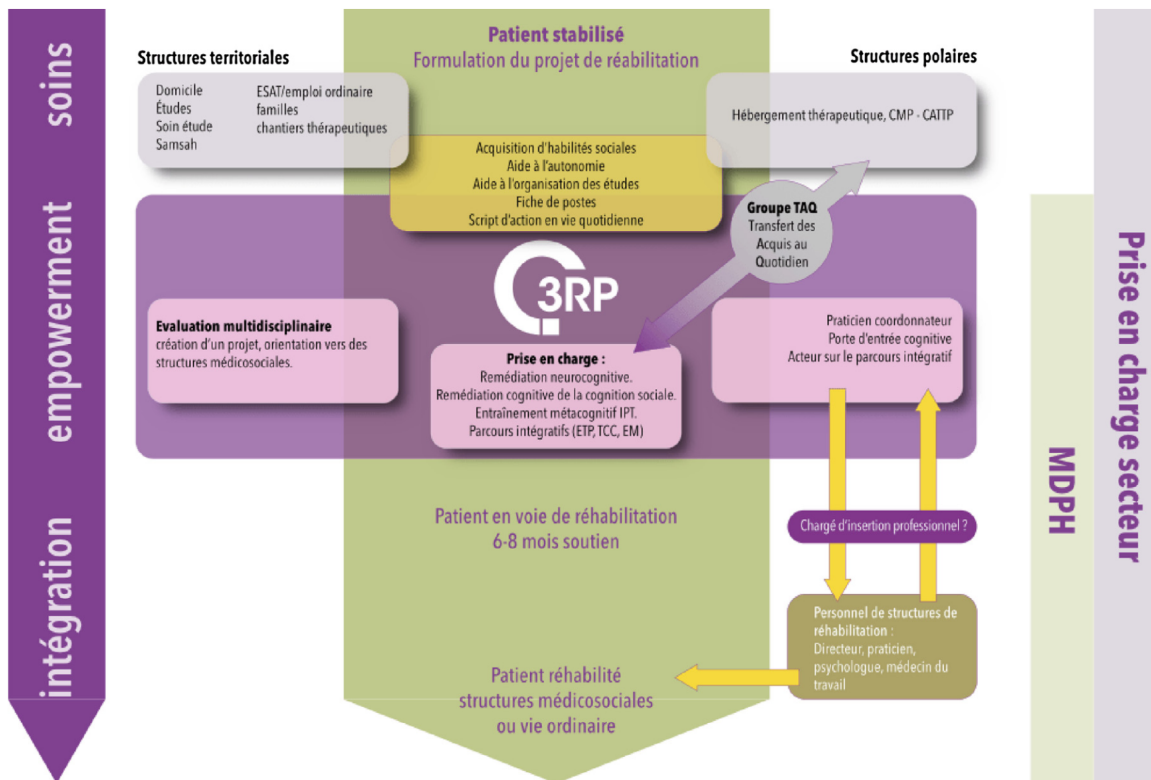 soins
empowerment
intégration
Patient stabilisé
Formulation du projet de réabilitation
Structures territoriales
Domicile
Études
Soin étude
Samsah
ESAT/emploi ordinaire
familles
chantiers thérapeutiques
Structures polaires
Hébergement thérapeutique, CMP - CATTP
Acquisition d'habilités sociales
Aide à l'autonomie
Aide à l'organisation des études
Fiche de postes
Script d'action en vie quotidienne
Groupe TAQ
Transfert des
Acquis au
Quotidien
3RP
Evaluation multidisciplinaire
création d'un projet, orientation vers des
structures médicosociales.
Prise en charge :
Remédiation neurocognitive.
Remédiation cognitive de la cognition sociale.
Entraînement métacognitif IPT.
Parcours intégratifs (ETP, TCC, EM)
Praticien coordonnateur
Porte d'entrée cognitive
Acteur sur le parcours intégratif
Patient en voie de réhabilitation
6-8 mois soutien
Chargé d'insertion professionnel ?
Personnel de structures de
réhabilitation :
Directeur, praticien,
psychologue, médecin du
travail
Patient réhabilité
structures médicosociales
ou vie ordinaire
MDPH
Prise en charge secteur